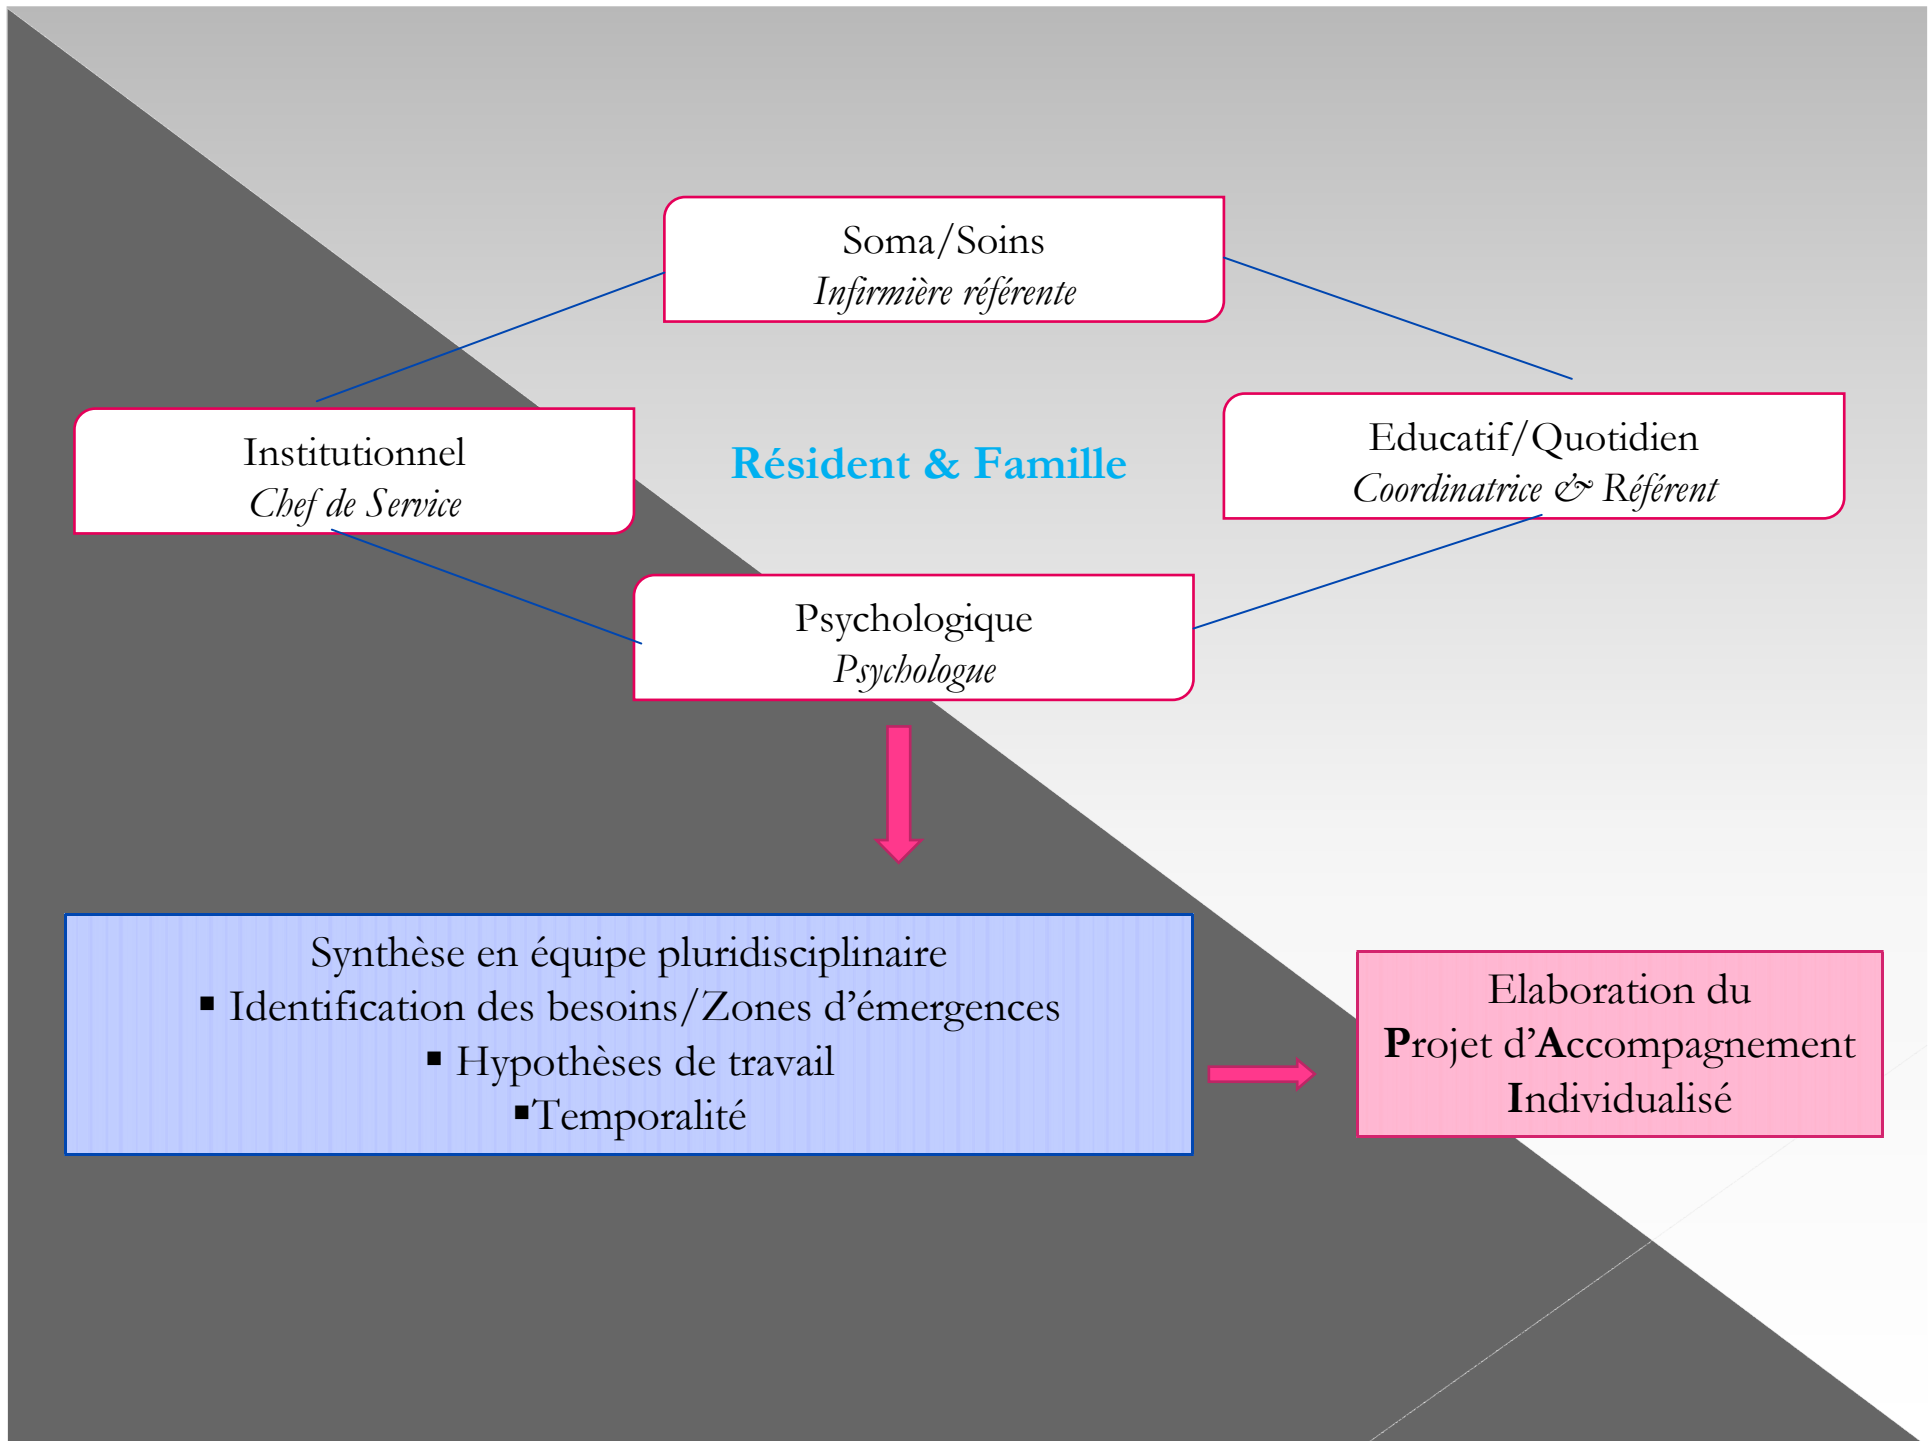 Soma/Soins
Infirmière référente
Institutionnel
Chef de Service
Résident & Famille
Educatif/Quotidien
Coordinatrice & Référent
Psychologique
Psychologue
Synthèse en équipe pluridisciplinaire
▪ Identification des besoins/Zones d’émergences
▪ Hypothèses de travail
▪Temporalité
Elaboration du
Projet d’Accompagnement
Individualisé